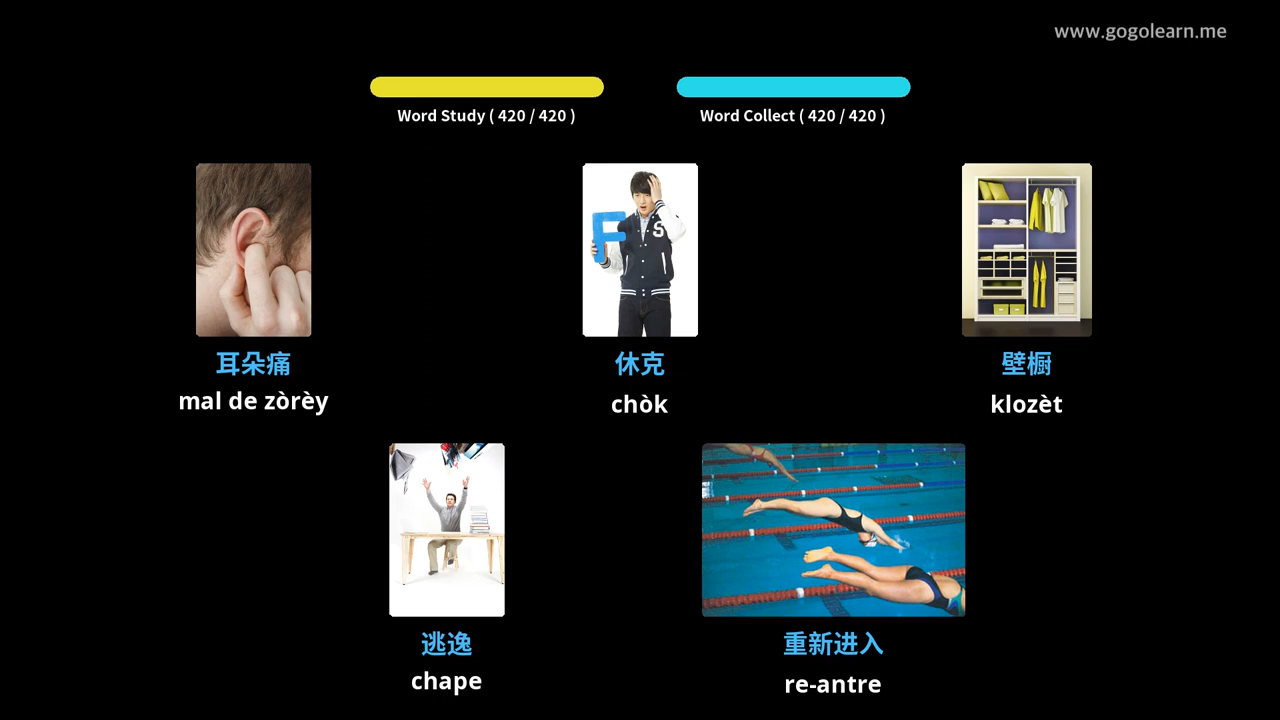 www.gogolearn.me
Word Study ( 420 / 420 )
Word Collect ( 420 / 420 )
F
S
耳朵痛
mal de zòrèy
休克
chòk
壁橱
klozèt
逃逸
chape
重新进入
re-antre